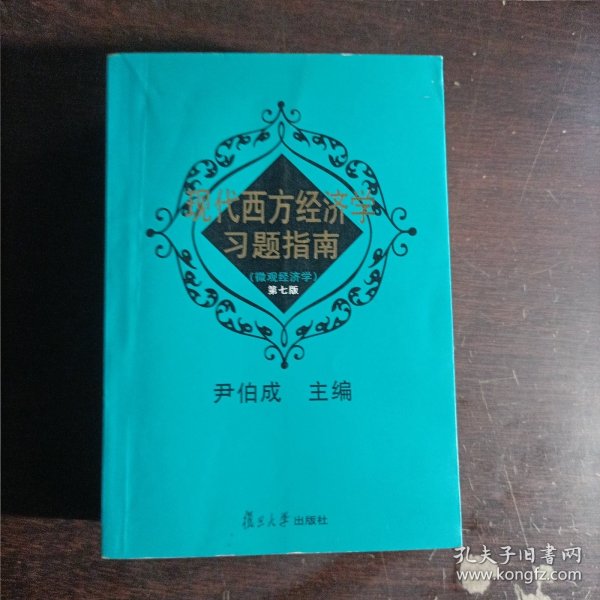 现代西方经济学
习题指南
(微观经济学)
第七版
尹伯成 主编
复旦大学出版社
孔夫子旧书网
www.kongfz.com